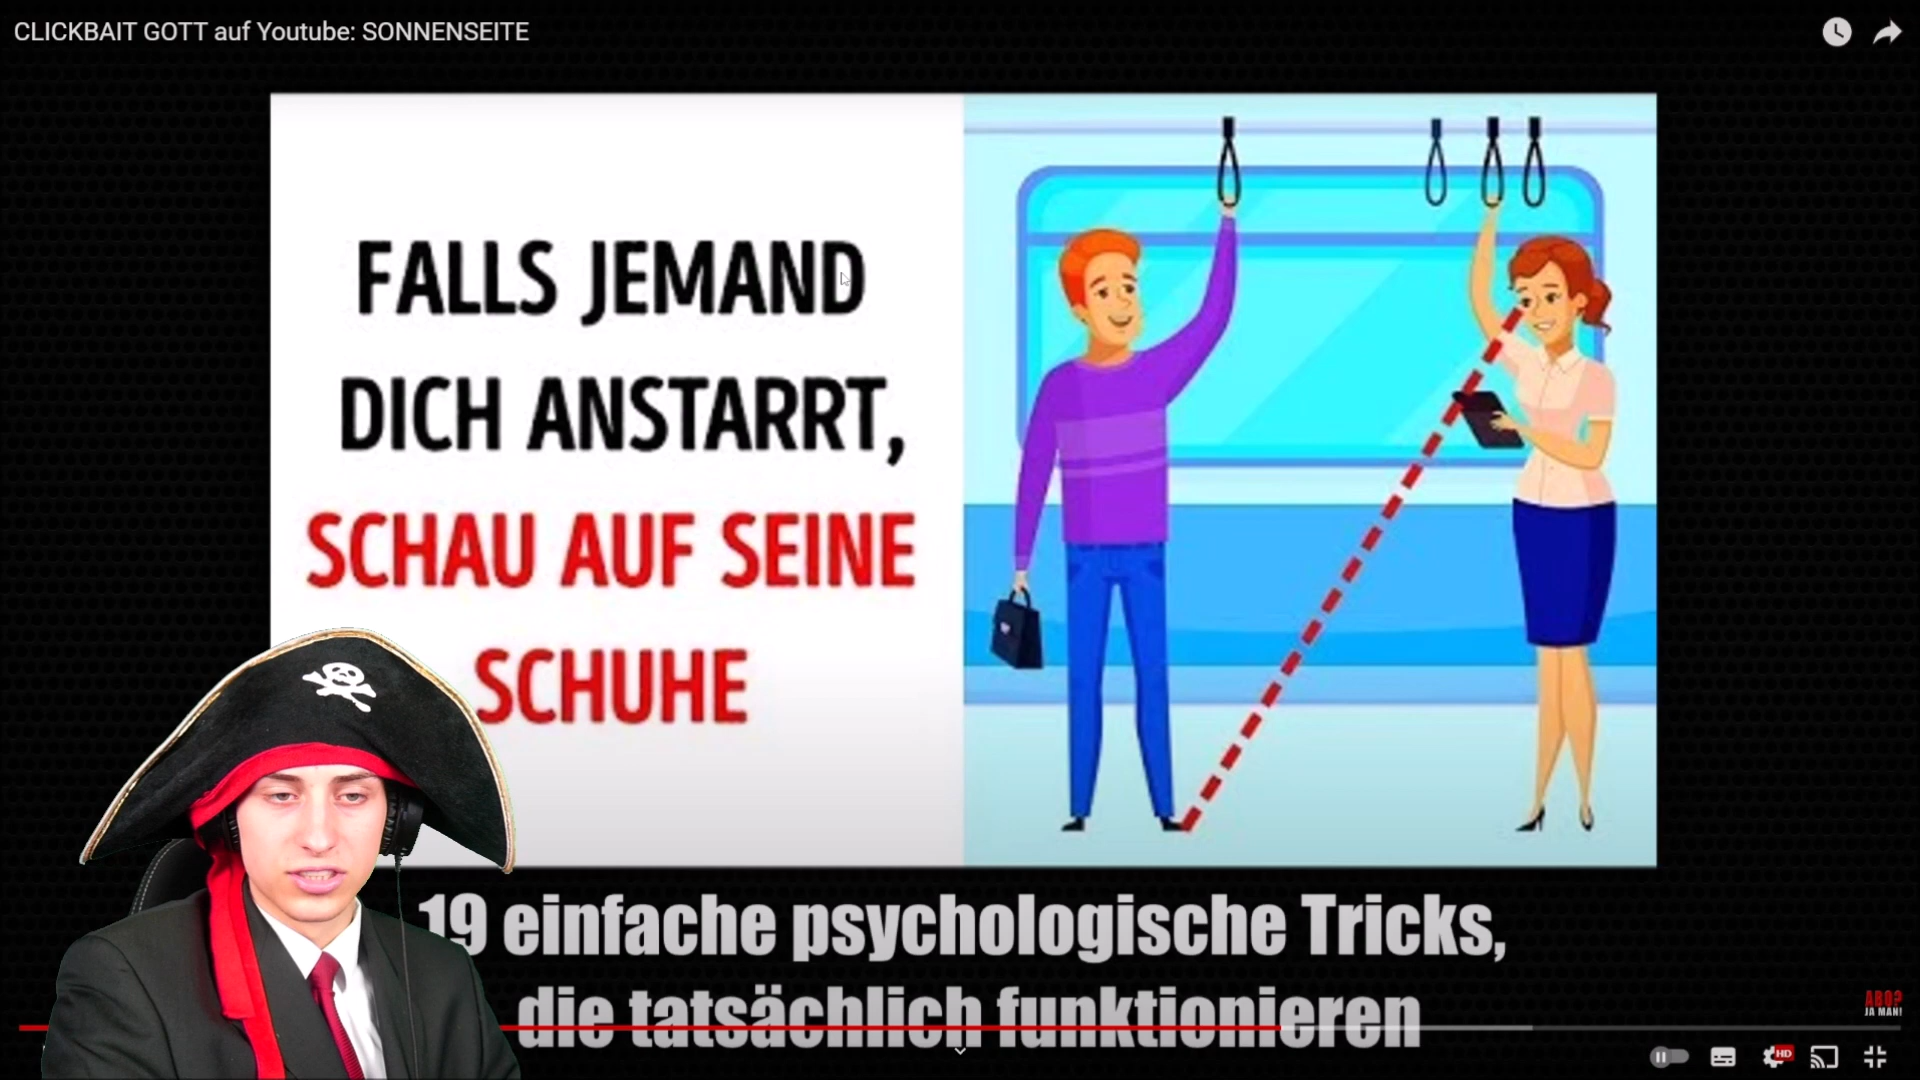 CLICKBAIT GOTT auf Youtube: SONNENSEITE
FALLS JEMAND
DICH ANSTARRT,
SCHAU AUF SEINE
SCHUHE
19 einfache psychologische Tricks,
die tatsächlich funktionieren
ABO?
JA MAN!
HD